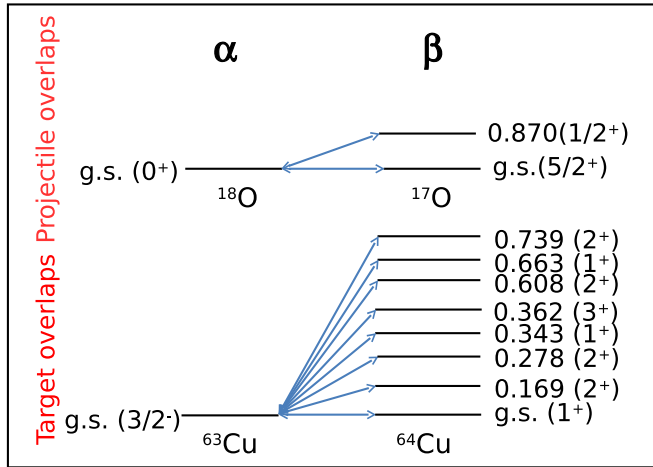 α β
Projectile overlaps
0.870(1/2⁺)
g.s. (0⁺) g.s.(5/2⁺)
¹⁸O ¹⁷O
Target overlaps
0.739 (2⁺)
0.663 (1⁺)
0.608 (2⁺)
0.362 (3⁺)
0.343 (1⁺)
0.278 (2⁺)
0.169 (2⁺)
g.s. (3/2⁻) g.s. (1⁺)
⁶³Cu ⁶⁴Cu